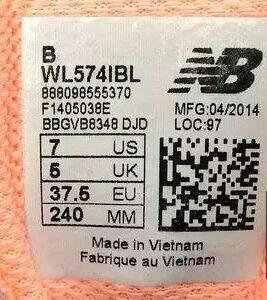 B
WL574IBL
888098555370
F1405038E
BBGVB8348 DJD
NB
MFG:04/2014
LOC:97
7 US
5 UK
37.5 EU
240 MM
Made in Vietnam
Fabrique au Vietnam